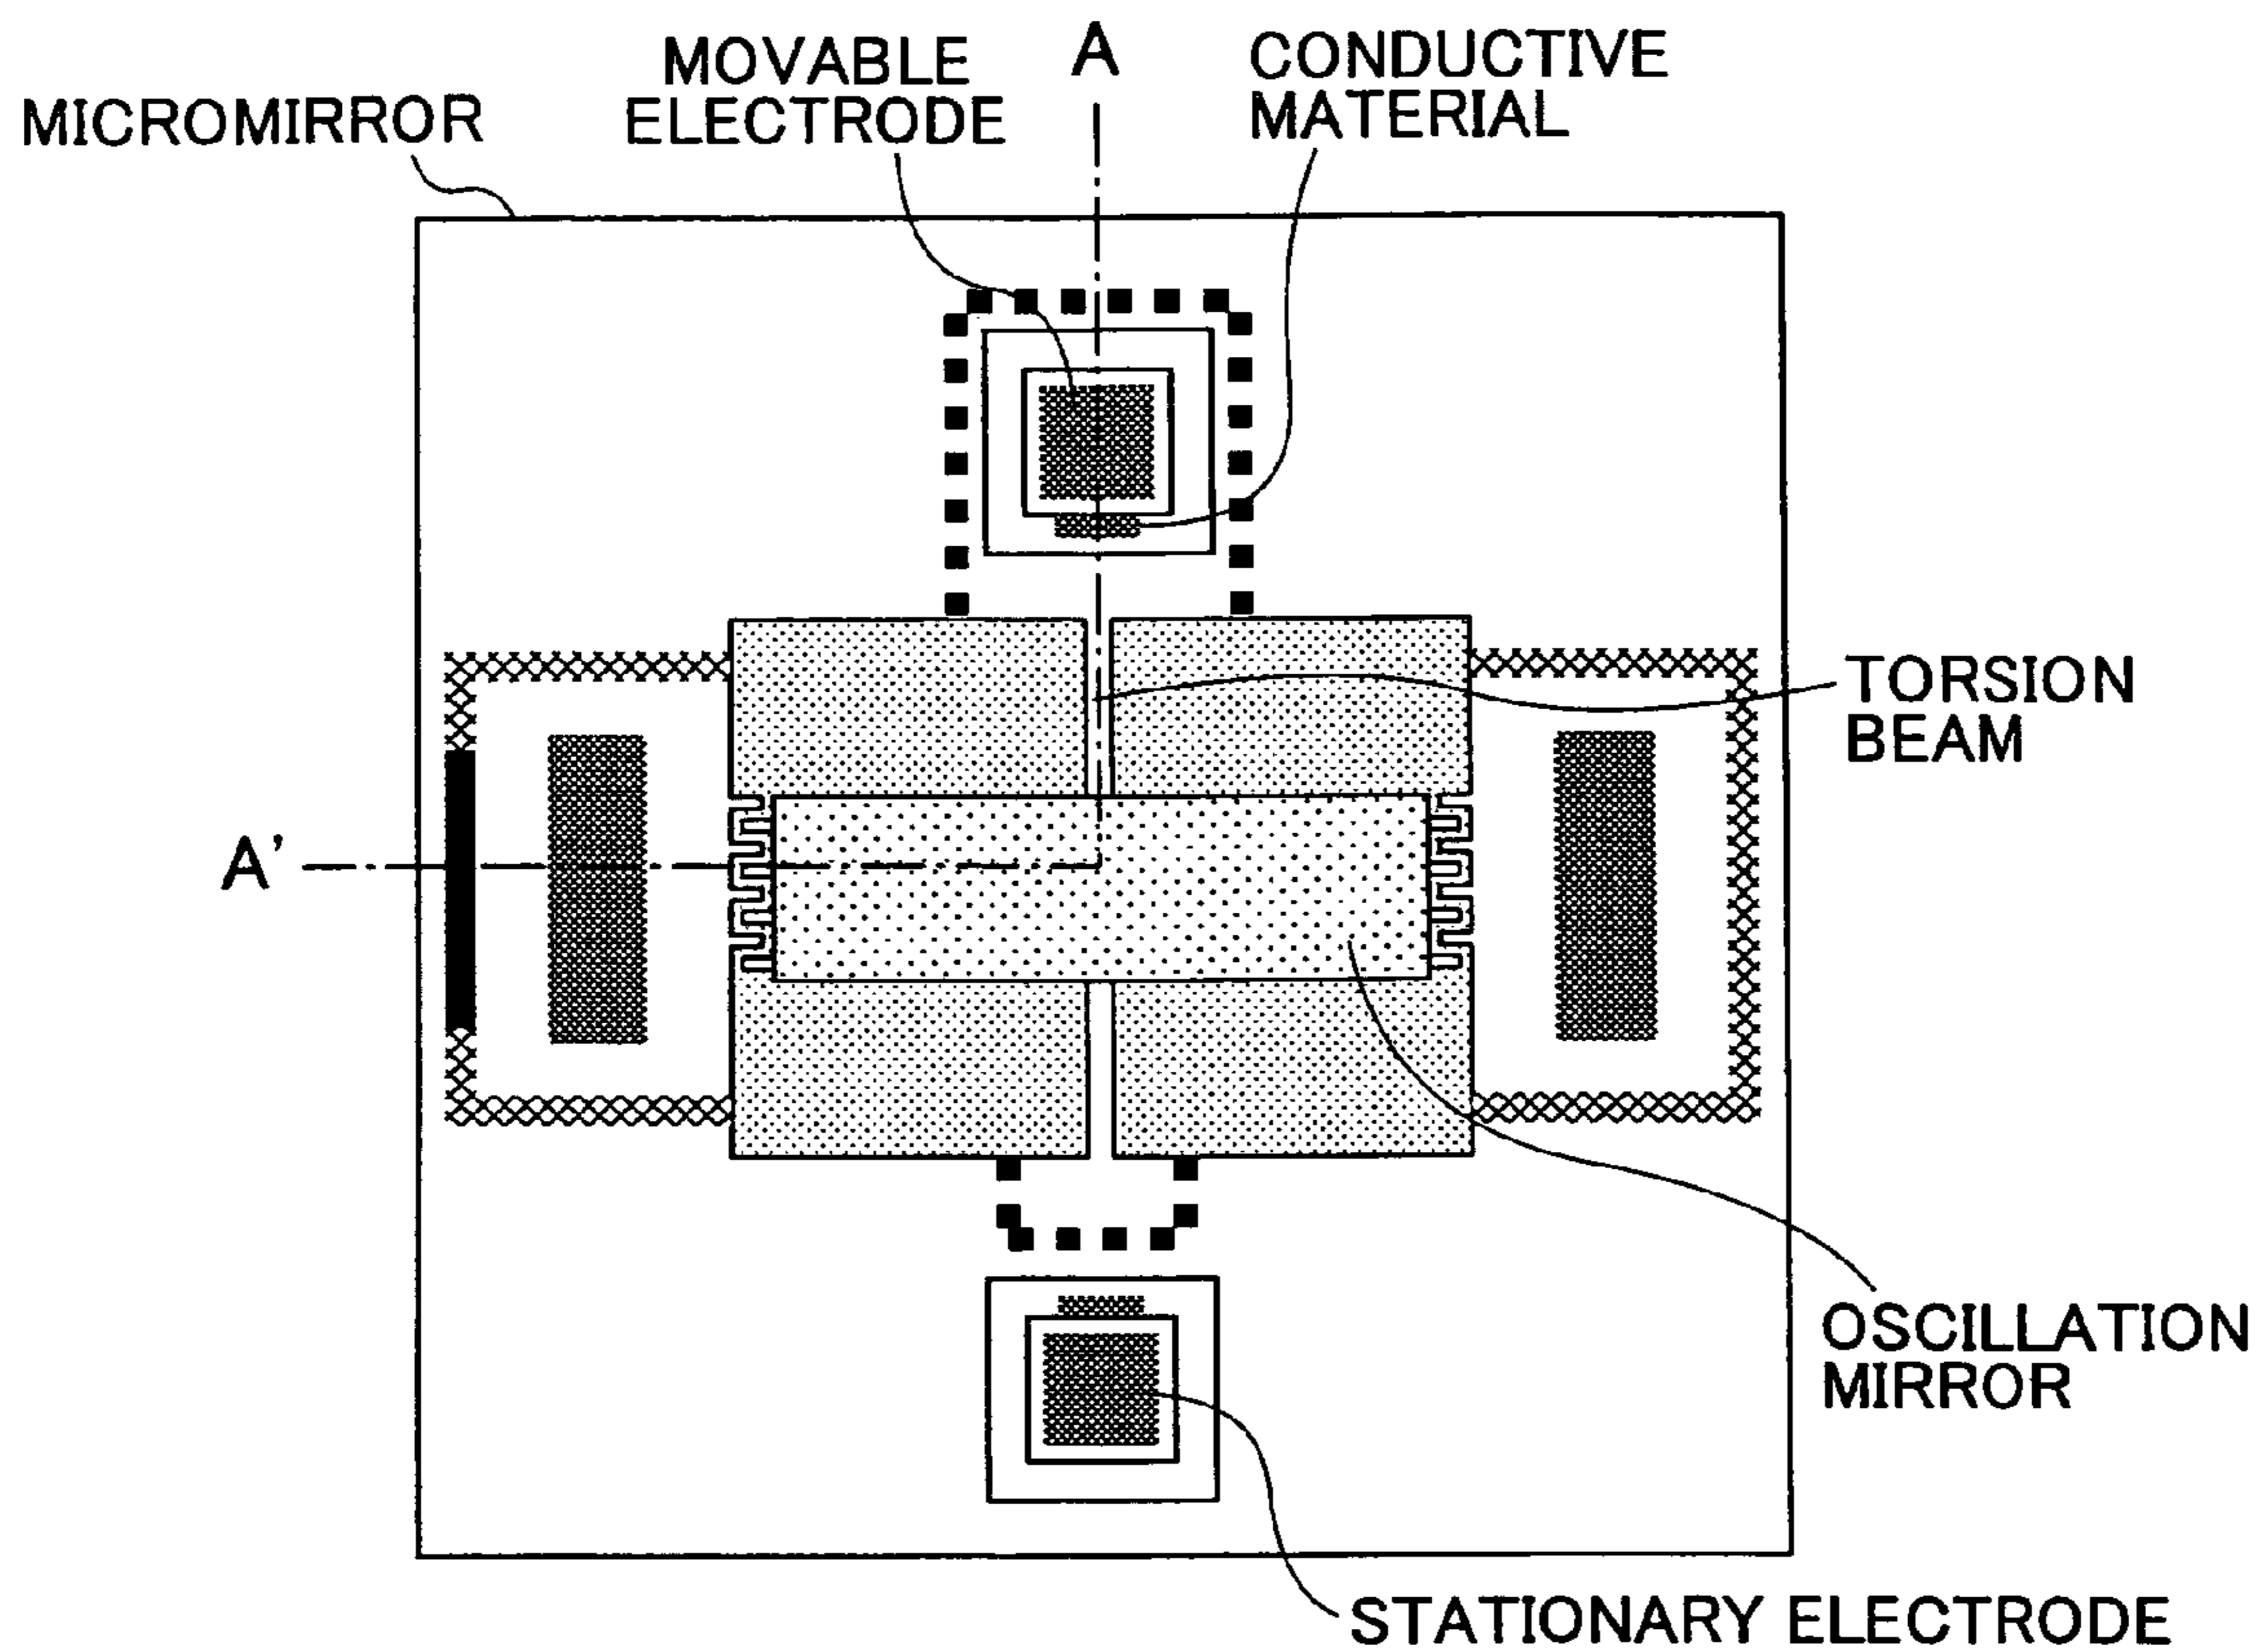 MOVABLE
ELECTRODE
A
CONDUCTIVE
MATERIAL
MICROMIRROR
TORSION
BEAM
A'
OSCILLATION
MIRROR
STATIONARY ELECTRODE